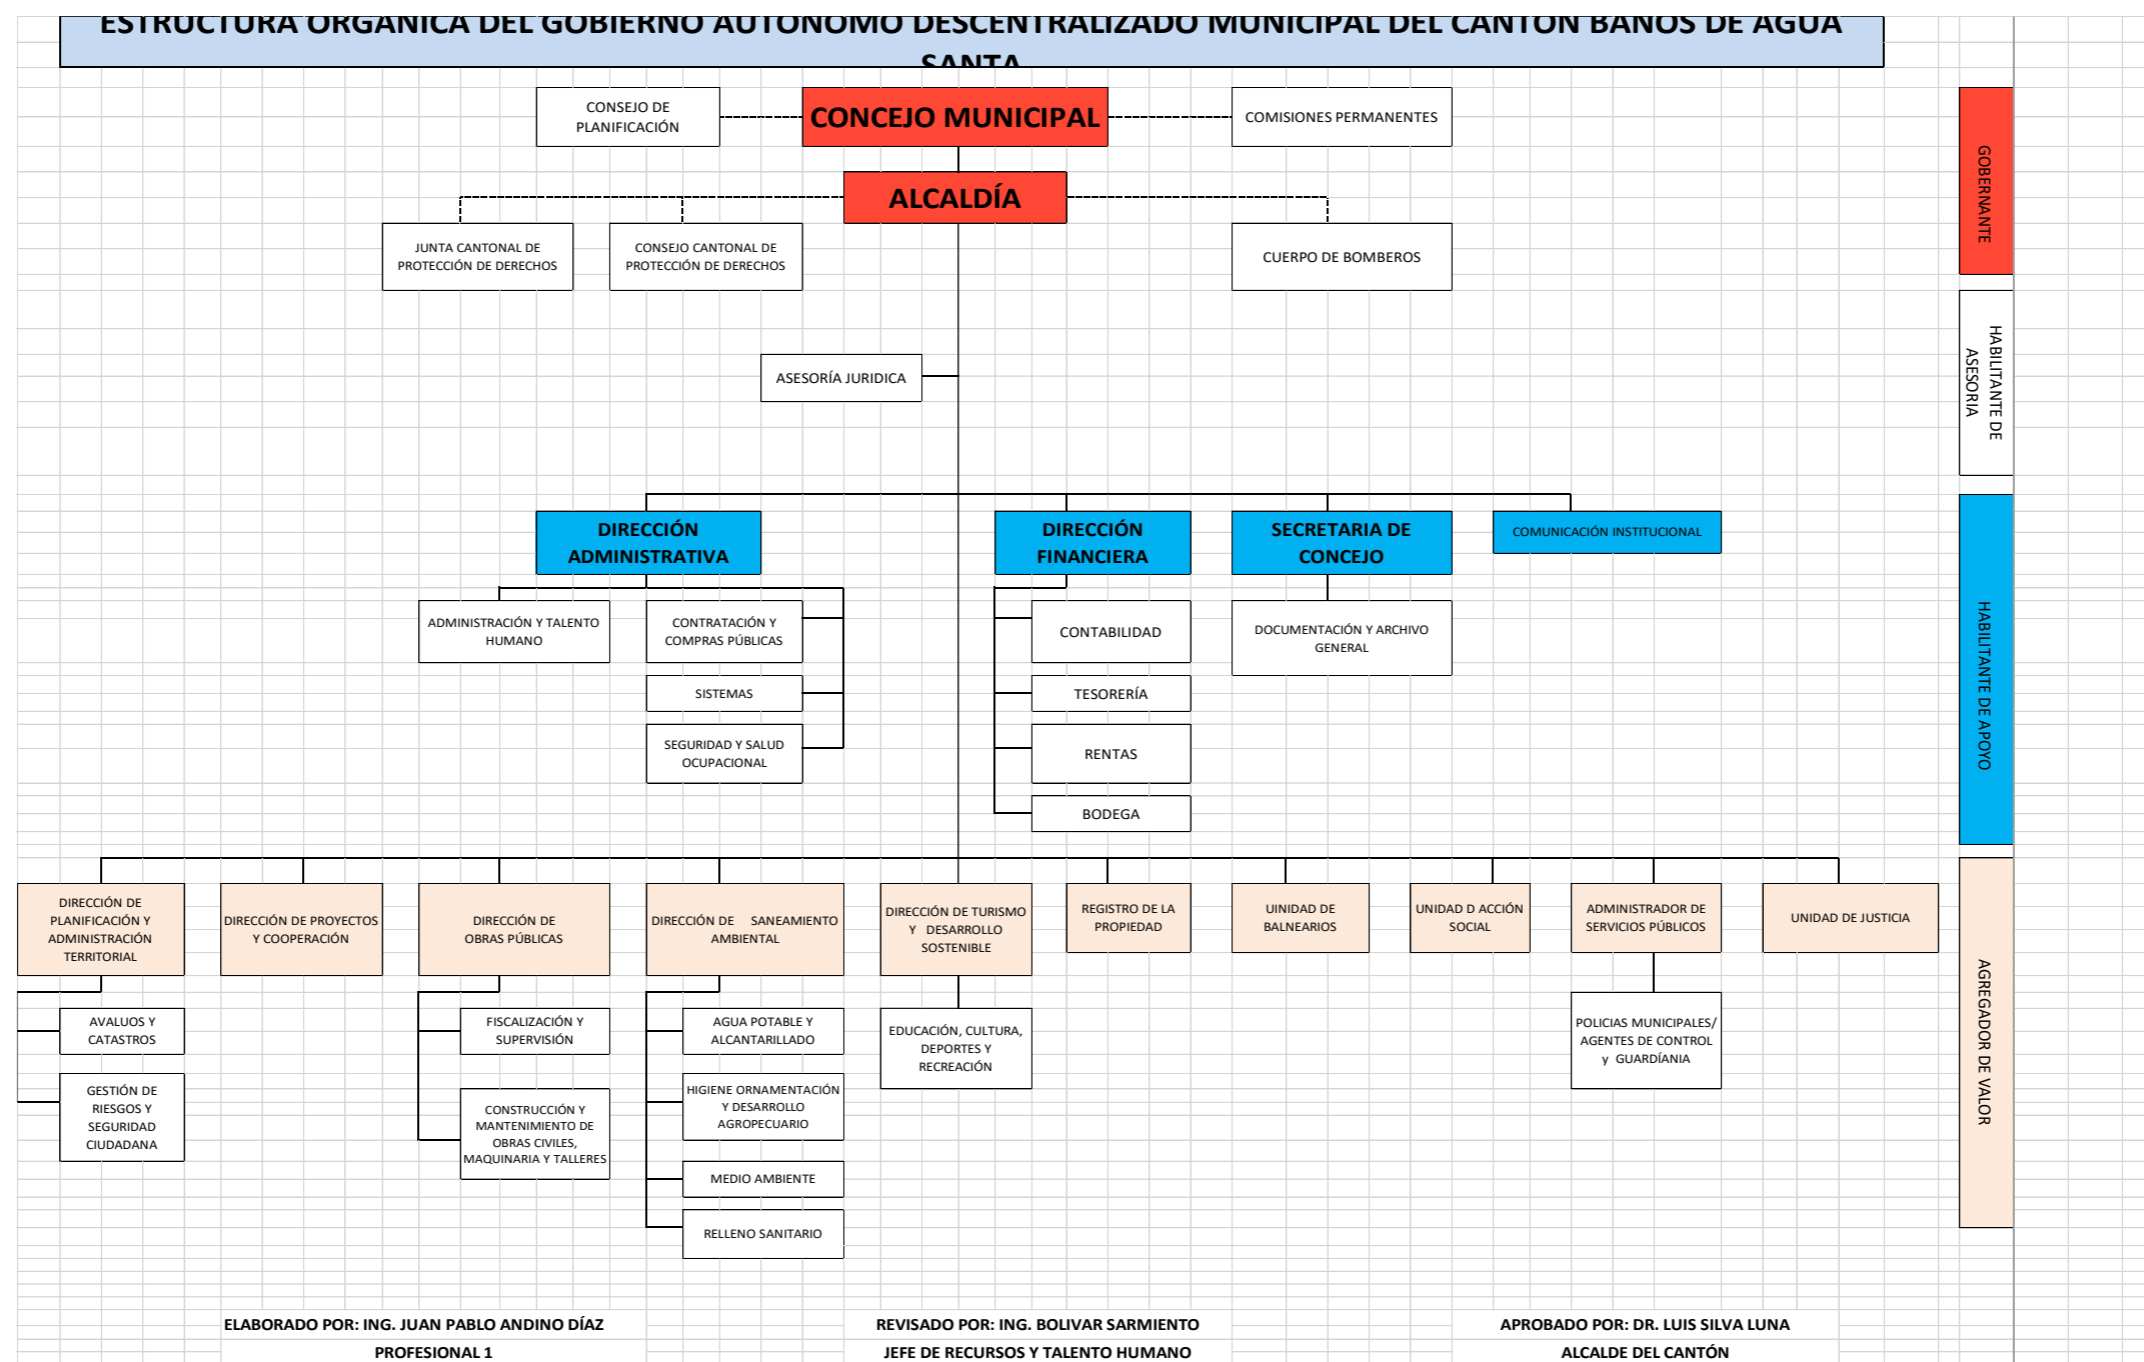 ESTRUCTURA ORGANICA DEL GOBIERNO AUTONOMO DESCENTRALIZADO MUNICIPAL DEL CANTON BAÑOS DE AGUA
SANTA
CONSEJO DE
PLANIFICACIÓN
CONCEJO MUNICIPAL
COMISIONES PERMANENTES
ALCALDÍA
JUNTA CANTONAL DE
PROTECCIÓN DE DERECHOS
CONSEJO CANTONAL DE
PROTECCIÓN DE DERECHOS
CUERPO DE BOMBEROS
GOBERNANTE
ASESORÍA JURIDICA
HABILITANTE DE
ASESORIA
DIRECCIÓN
ADMINISTRATIVA
DIRECCIÓN
FINANCIERA
SECRETARIA DE
CONCEJO
COMUNICACIÓN INSTITUCIONAL
ADMINISTRACIÓN Y TALENTO
HUMANO
CONTRATACIÓN Y
COMPRAS PÚBLICAS
SISTEMAS
SEGURIDAD Y SALUD
OCUPACIONAL
CONTABILIDAD
TESORERÍA
RENTAS
BODEGA
DOCUMENTACIÓN Y ARCHIVO
GENERAL
HABILITANTE DE APOYO
DIRECCIÓN DE
PLANIFICACIÓN Y
ADMINISTRACIÓN
TERRITORIAL
DIRECCIÓN DE PROYECTOS
Y COOPERACIÓN
DIRECCIÓN DE
OBRAS PÚBLICAS
DIRECCIÓN DE SANEAMIENTO
AMBIENTAL
DIRECCIÓN DE TURISMO
Y DESARROLLO
SOSTENIBLE
REGISTRO DE LA
PROPIEDAD
UINIDAD DE
BALNEARIOS
UNIDAD D ACCIÓN
SOCIAL
ADMINISTRADOR DE
SERVICIOS PÚBLICOS
UNIDAD DE JUSTICIA
AVALUOS Y
CATASTROS
GESTIÓN DE
RIESGOS Y
SEGURIDAD
CIUDADANA
FISCALIZACIÓN Y
SUPERVISIÓN
CONSTRUCCIÓN Y
MANTENIMIENTO DE
OBRAS CIVILES,
MAQUINARIA Y TALLERES
AGUA POTABLE Y
ALCANTARILLADO
HIGIENE ORNAMENTACIÓN
Y DESARROLLO
AGROPECUARIO
MEDIO AMBIENTE
RELLENO SANITARIO
EDUCACIÓN, CULTURA,
DEPORTES Y
RECREACIÓN
POLICIAS MUNICIPALES/
AGENTES DE CONTROL
y GUARDÍANIA
AGREGADOR DE VALOR
ELABORADO POR: ING. JUAN PABLO ANDINO DÍAZ
PROFESIONAL 1
REVISADO POR: ING. BOLIVAR SARMIENTO
JEFE DE RECURSOS Y TALENTO HUMANO
APROBADO POR: DR. LUIS SILVA LUNA
ALCALDE DEL CANTÓN